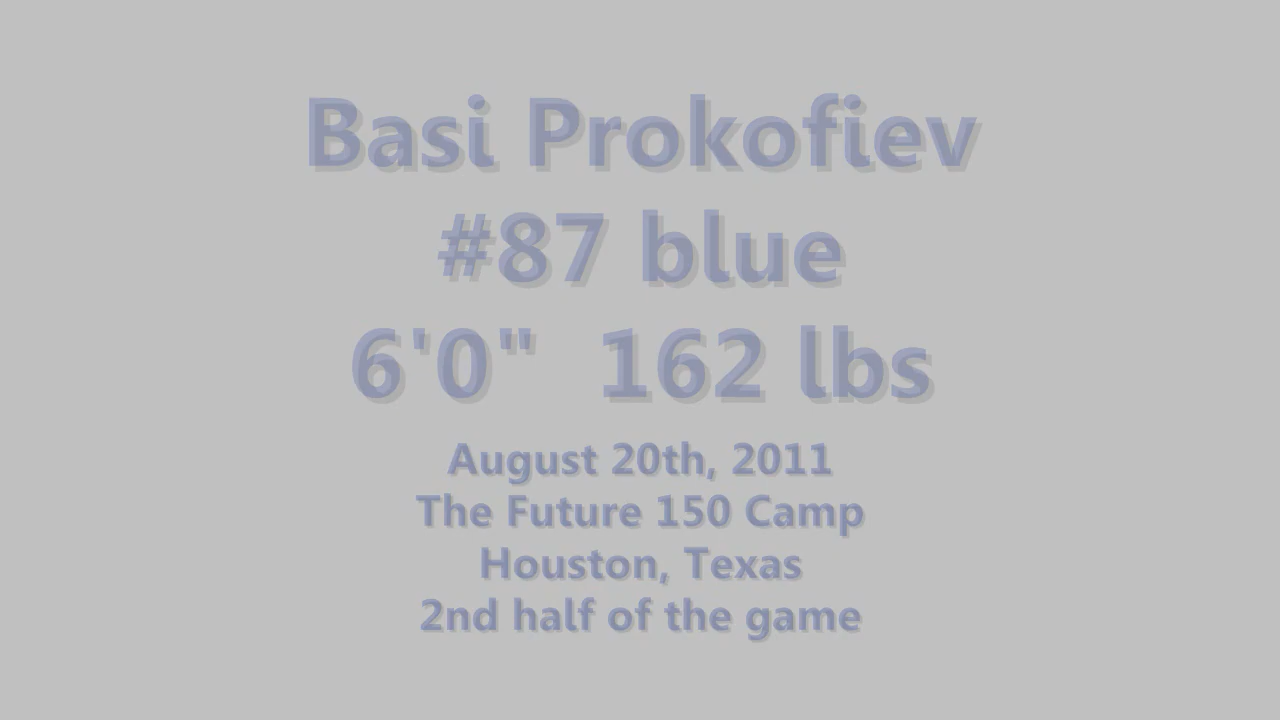 Basi Prokofiev
#87 blue
6'0"  162 lbs
August 20th, 2011
The Future 150 Camp
Houston, Texas
2nd half of the game